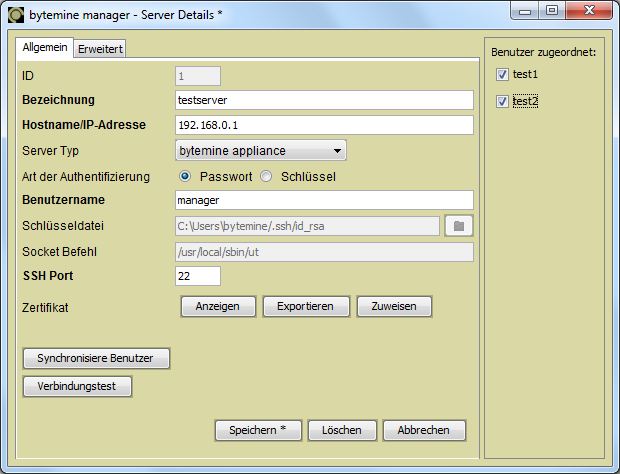 bytemine manager - Server Details *
Allgemein Erweitert
ID 1
Bezeichnung testserver
Hostname/IP-Adresse 192.168.0.1
Server Typ bytemine appliance
Art der Authentifizierung Passwort Schlüssel
Benutzername manager
Schlüsseldatei C:\Users\bytemine/.ssh/id_rsa
Socket Befehl /usr/local/sbin/ut
SSH Port 22
Zertifikat Anzeigen Exportieren Zuweisen
Synchronisiere Benutzer
Verbindungstest
Speichern * Löschen Abbrechen
Benutzer zugeordnet:
test1
test2